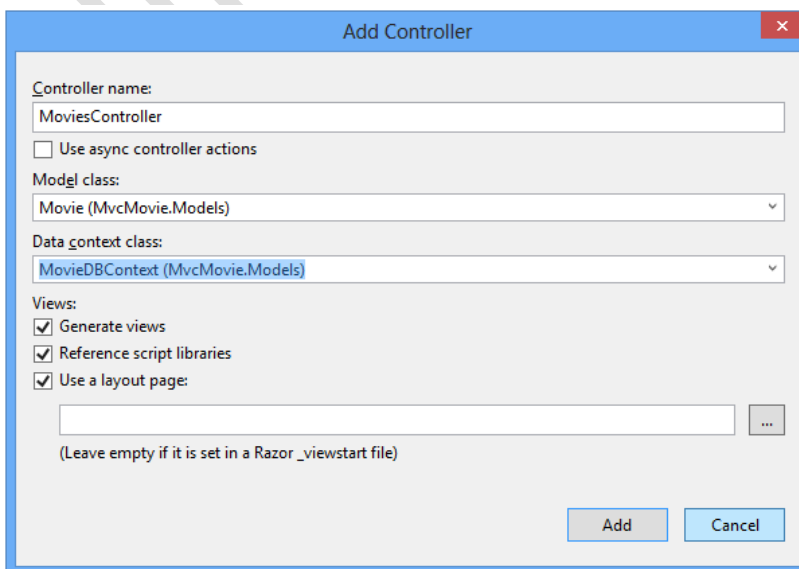 Add Controller
Controller name:
MoviesController
Use async controller actions
Model class:
Movie (MvcMovie.Models)
Data context class:
MovieDBContext (MvcMovie.Models)
Views:
Generate views
Reference script libraries
Use a layout page:
...
(Leave empty if it is set in a Razor _viewstart file)
Add Cancel